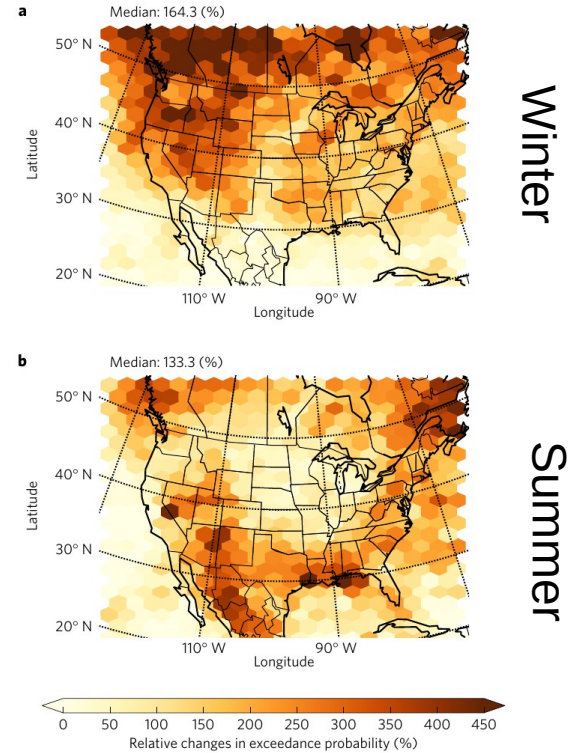 a
Median: 164.3 (%)
50° N
40° N
30° N
20° N
Latitude
110° W
90° W
Longitude
Winter
b
Median: 133.3 (%)
50° N
40° N
30° N
20° N
Latitude
110° W
90° W
Longitude
Summer
0 50 100 150 200 250 300 350 400 450
Relative changes in exceedance probability (%)